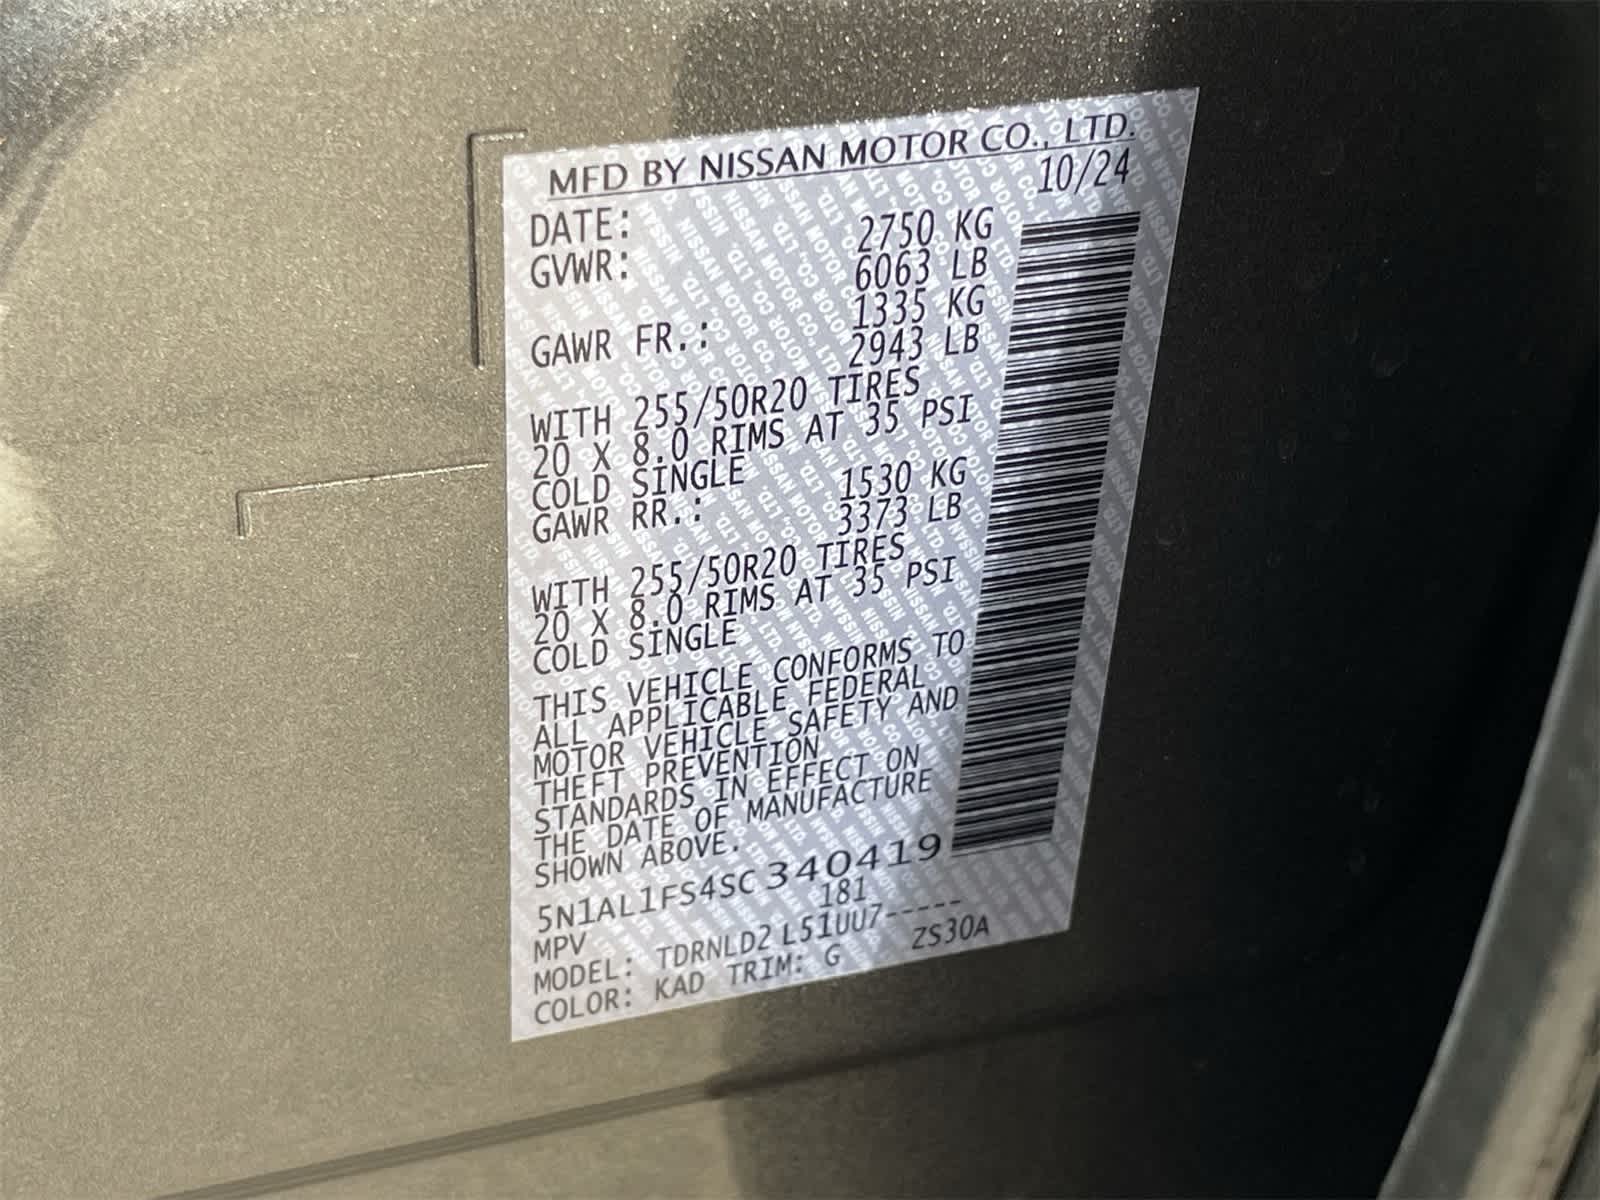 MFD BY NISSAN MOTOR CO., LTD.
DATE: 10/24
GVWR: 2750 KG
6063 LB
GAWR FR.: 1335 KG
2943 LB
WITH 255/50R20 TIRES
20 X 8.0 RIMS AT 35 PSI
COLD SINGLE
GAWR RR.: 1530 KG
3373 LB
WITH 255/50R20 TIRES
20 X 8.0 RIMS AT 35 PSI
COLD SINGLE
THIS VEHICLE CONFORMS TO
ALL APPLICABLE FEDERAL
MOTOR VEHICLE SAFETY AND
THEFT PREVENTION
STANDARDS IN EFFECT ON
THE DATE OF MANUFACTURE
SHOWN ABOVE.
5N1AL1FS4SC340419
MPV 181
MODEL: TDRNLD2 L51UU7-----
COLOR: KAD TRIM: G ZS30A